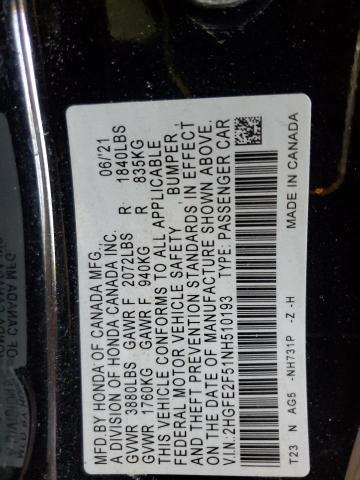 MFD.BY HONDA OF CANADA MFG., 06/'21
A DIVISION OF HONDA CANADA INC.
GVWR 3880LBS GAWR F 2072LBS R 1840LBS
GVWR 1760KG GAWR F 940KG R 835KG
THIS VEHICLE CONFORMS TO ALL APPLICABLE
FEDERAL MOTOR VEHICLE SAFETY, BUMPER,
AND THEFT PREVENTION STANDARDS IN EFFECT
ON THE DATE OF MANUFACTURE SHOWN ABOVE.
V.I.N.:2HGFE2F51NH510193 TYPE: PASSENGER CAR
T23 N AG5 -NH731P -Z -H MADE IN CANADA